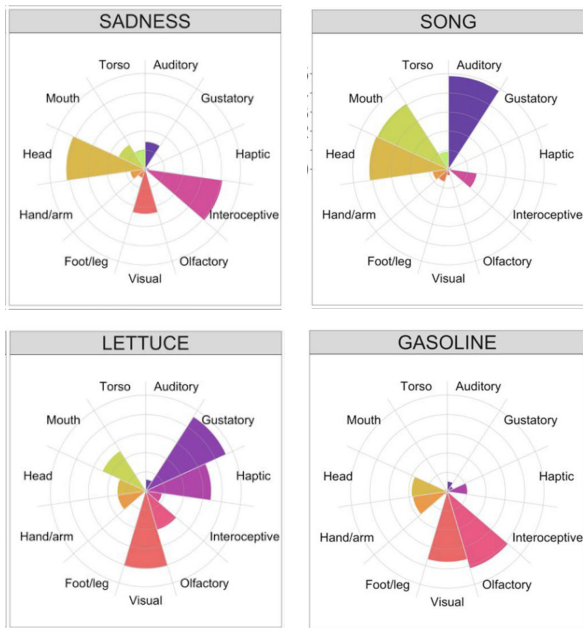 SADNESS
Torso Auditory
Mouth Gustatory
Head Haptic
Hand/arm Interoceptive
Foot/leg Olfactory
Visual
SONG
Torso Auditory
Mouth Gustatory
Head Haptic
Hand/arm Interoceptive
Foot/leg Olfactory
Visual
LETTUCE
Torso Auditory
Mouth Gustatory
Head Haptic
Hand/arm Interoceptive
Foot/leg Olfactory
Visual
GASOLINE
Torso Auditory
Mouth Gustatory
Head Haptic
Hand/arm Interoceptive
Foot/leg Olfactory
Visual